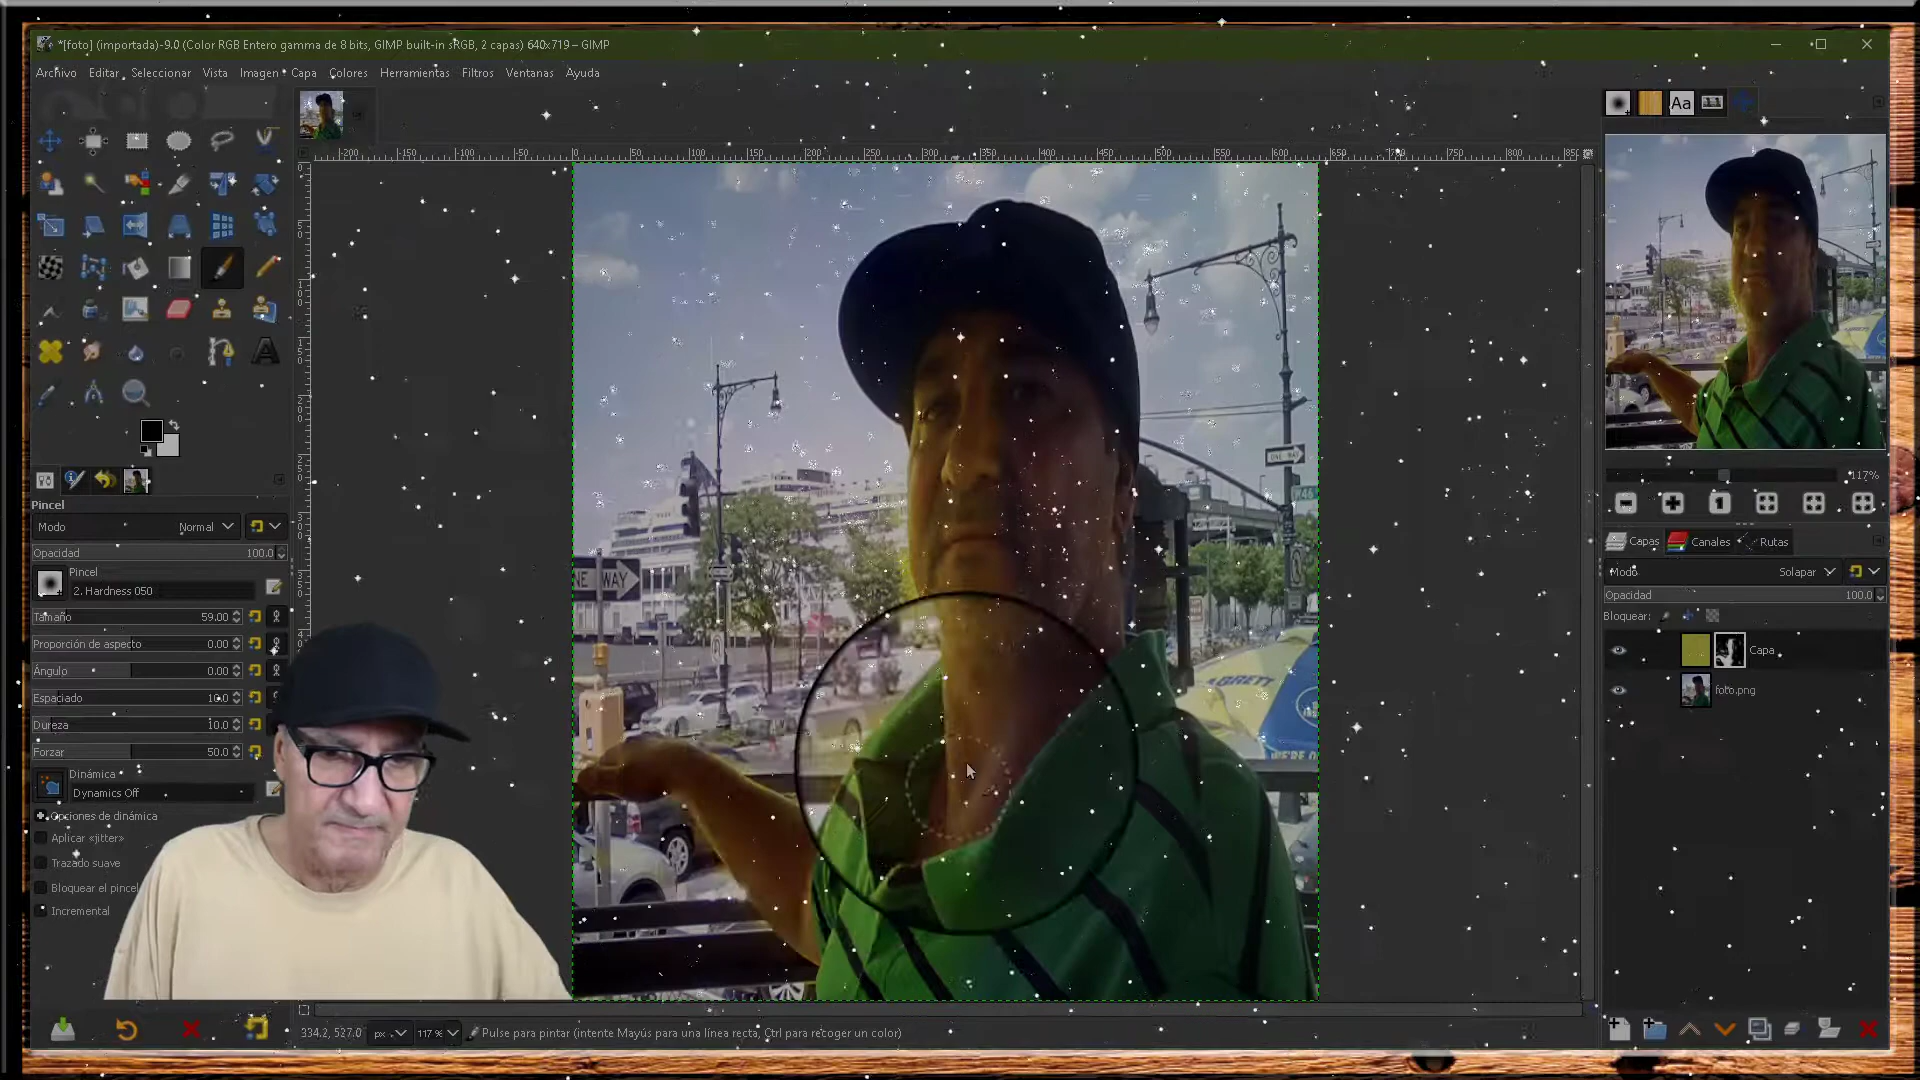 *[foto] (importada)-9.0 (Color RGB Entero gamma de 8 bits, GIMP built-in sRGB, 2 capas) 640x719 – GIMP
Archivo Editar Seleccionar Vista Imagen Capa Colores Herramientas Filtros Ventanas Ayuda
Aa
Pincel
Modo Normal
Opacidad 100.0
Pincel
2. Hardness 050
Tamaño 59.00
Proporción de aspecto 0.00
Ángulo 0.00
Espaciado 10.0
Dureza 10.0
Forzar 50.0
Dinámica
Dynamics Off
Opciones de dinámica
Aplicar «jitter»
Trazado suave
Bloquear el pincel
Incremental
ONE WAY
NE WAY
117%
Capas Canales Rutas
Modo Solapar
Opacidad 100.0
Bloquear:
Capa
foto.png
334.2, 527.0 px 117 % Pulse para pintar (intente Mayús para una línea recta, Ctrl para recoger un color)